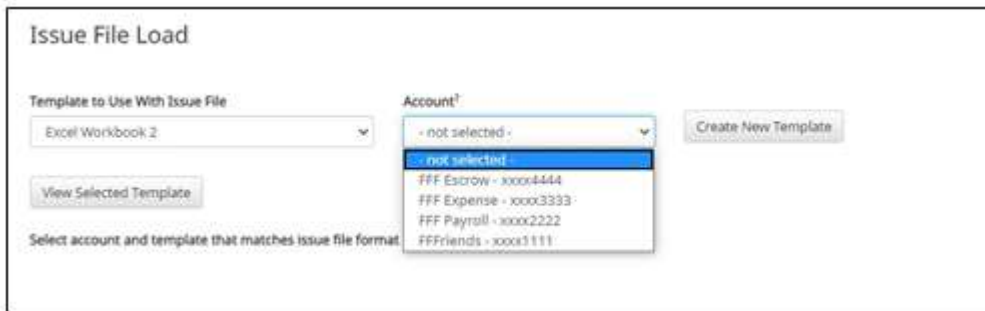 Issue File Load
Template to Use With Issue File
Account?
Excel Workbook 2
- not selected -
Create New Template
- not selected -
FFF Escrow - xxxx4444
FFF Expense - xxxx3333
FFF Payroll - xxxx2222
FFFriends - xxxx1111
View Selected Template
Select account and template that matches issue file format